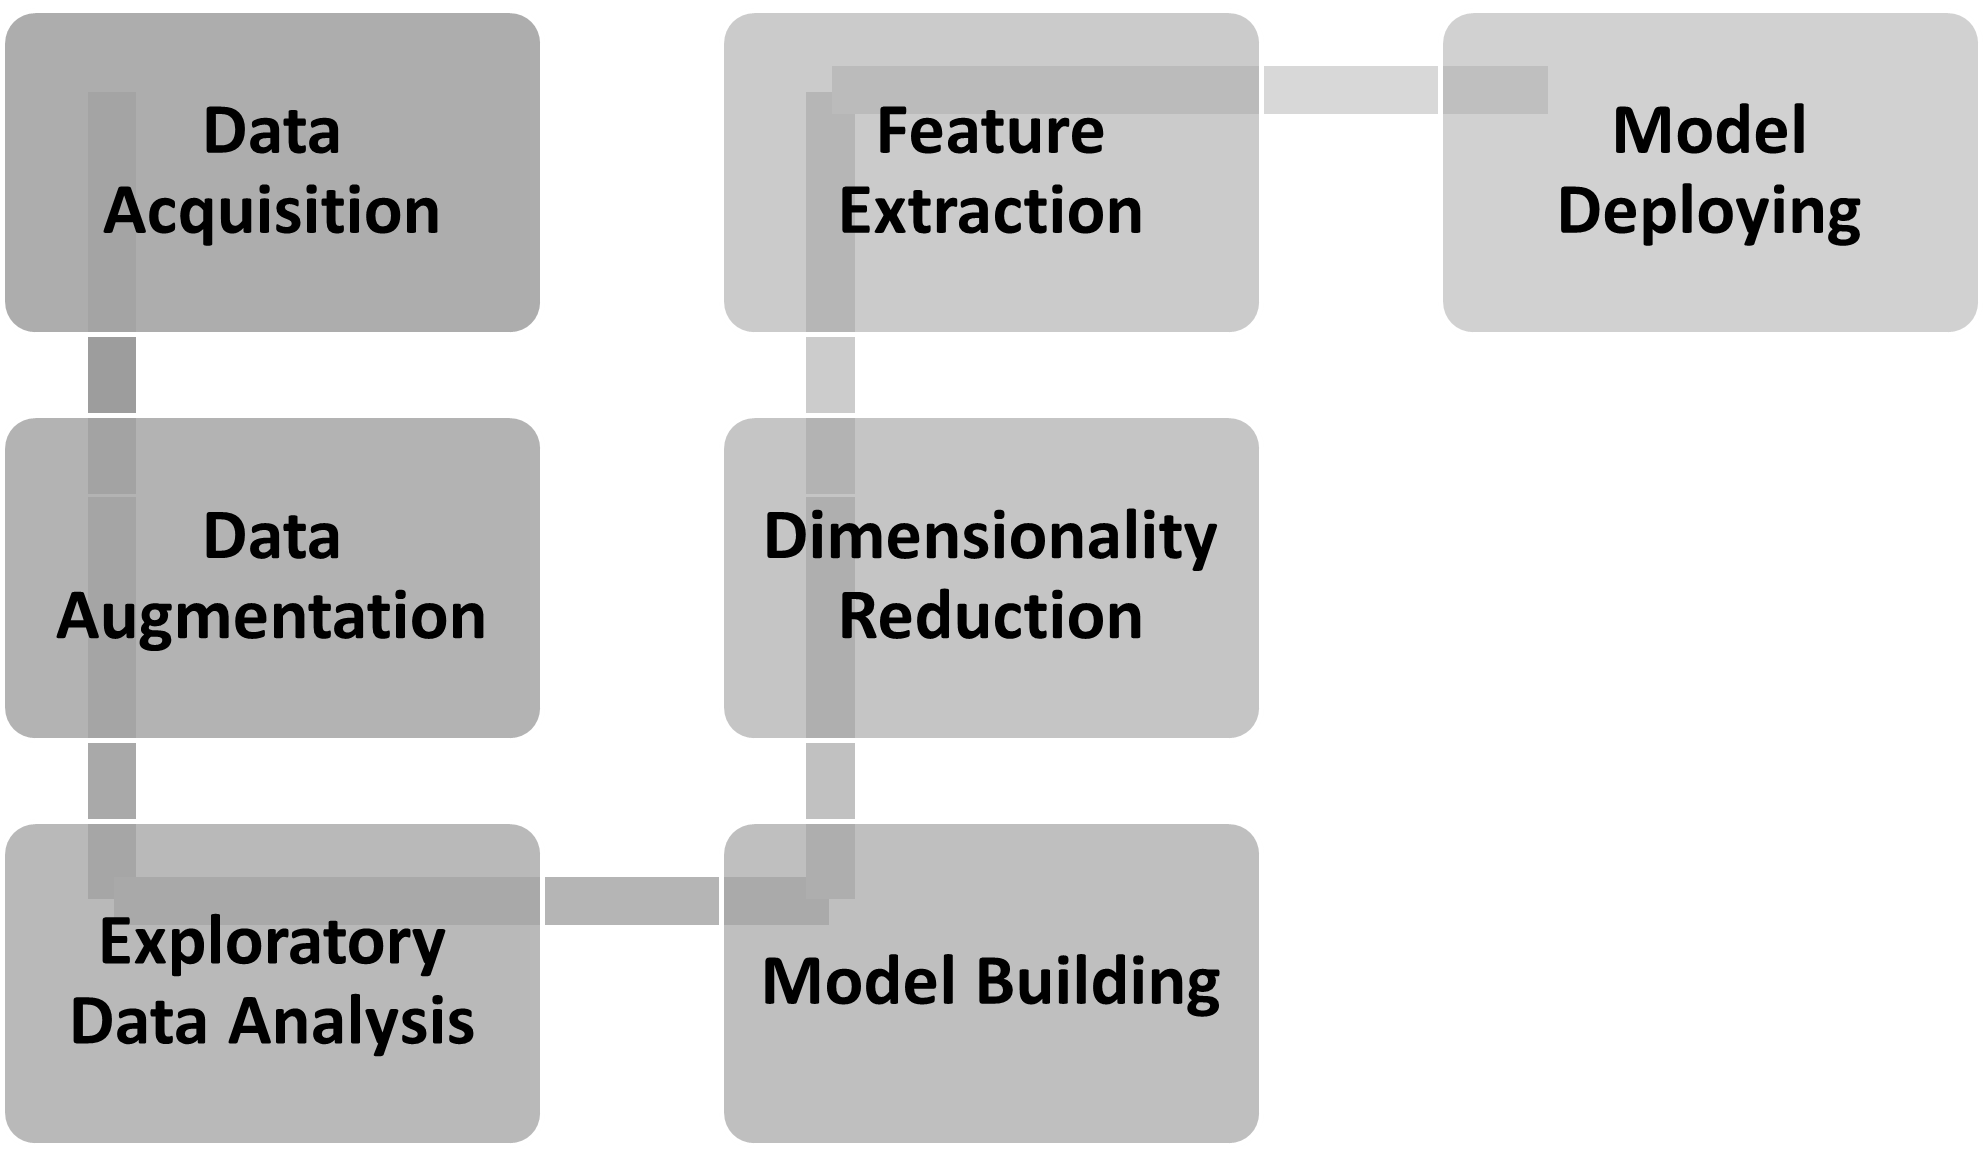 Data
Acquisition
Data
Augmentation
Exploratory
Data Analysis
Model Building
Dimensionality
Reduction
Feature
Extraction
Model
Deploying